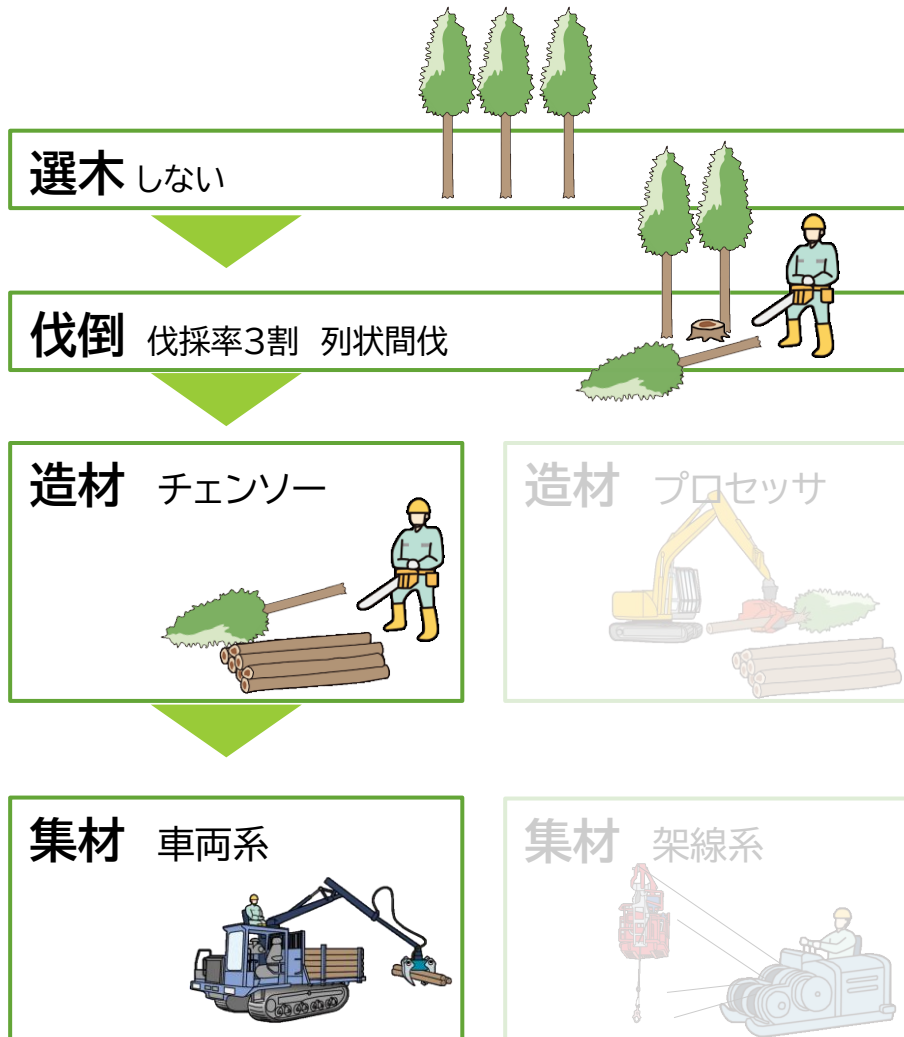 選木 しない
伐倒 伐採率3割 列状間伐
造材 チェンソー
造材 プロセッサ
集材 車両系
集材 架線系